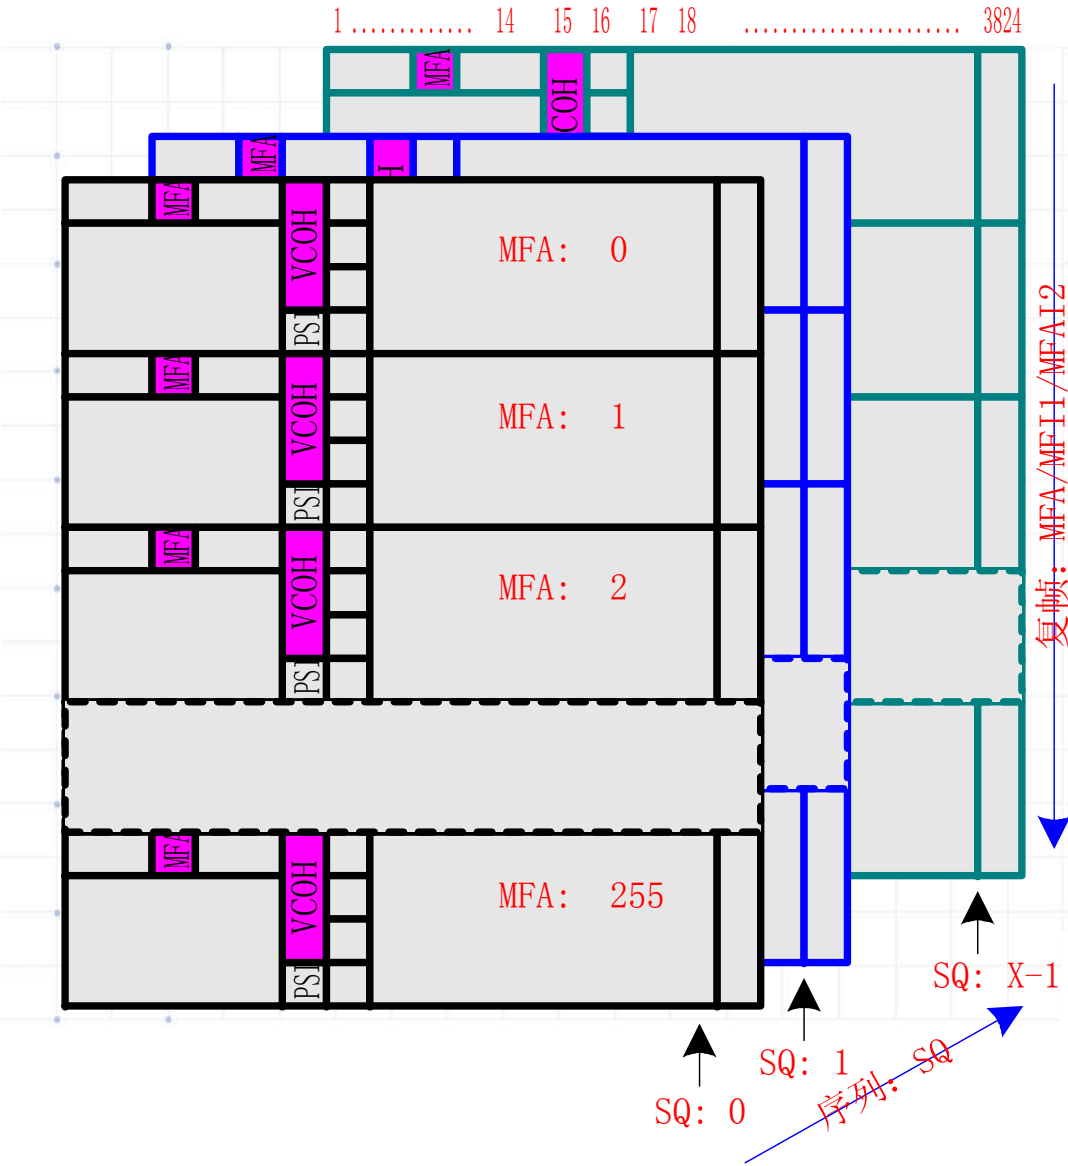 1 .............. 14 15 16 17 18 ......................... 3824
MFA
COH
MFA
H
MFA
VCOH
MFA: 0
PSI
MFA
VCOH
MFA: 1
PSI
MFA
VCOH
MFA: 2
PSI
MFA
VCOH
MFA: 255
PSI
复帧: MFA/MFI1/MFAI2
SQ: X-1
SQ: 1
SQ: 0
序列: SQ